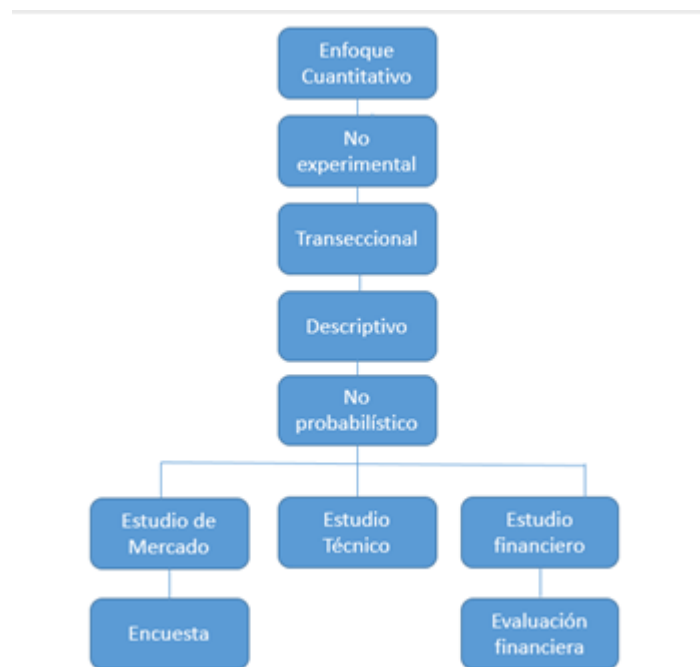 Enfoque
Cuantitativo
No
experimental
Transeccional
Descriptivo
No
probabilístico
Estudio de
Mercado
Estudio
Técnico
Estudio
financiero
Encuesta
Evaluación
financiera